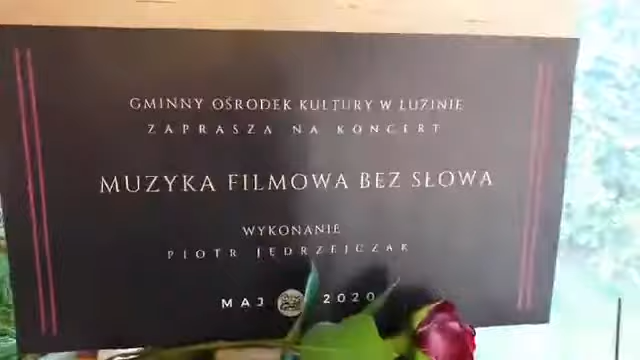 GMINNY OŚRODEK KULTURY W LUZINIE
ZAPRASZA NA KONCERT
MUZYKA FILMOWA BEZ SŁOWA
WYKONANIE
PIOTR JĘDRZEJCZAK
MAJ 2020